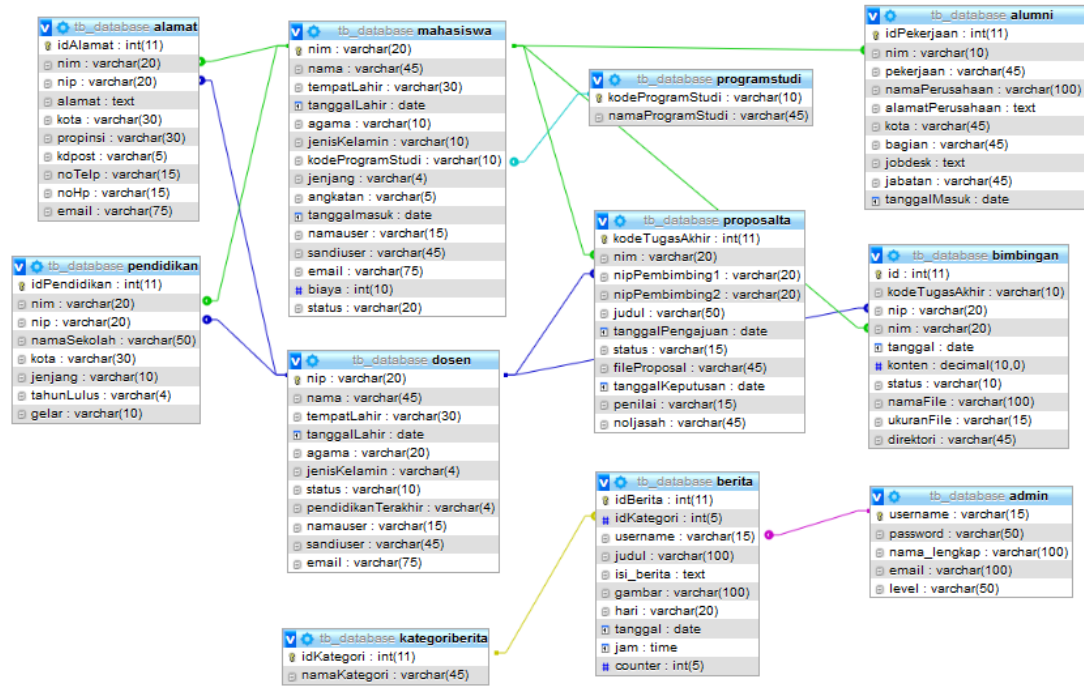 tb_database alamat
idAlamat : int(11)
nim : varchar(20)
nip : varchar(20)
alamat : text
kota : varchar(30)
propinsi : varchar(30)
kdpost : varchar(5)
noTelp : varchar(15)
noHp : varchar(15)
email : varchar(75)
tb_database mahasiswa
nim : varchar(20)
nama : varchar(45)
tempatLahir : varchar(30)
tanggalLahir : date
agama : varchar(10)
jenisKelamin : varchar(10)
kodeProgramStudi : varchar(10)
jenjang : varchar(4)
angkatan : varchar(5)
tanggalmasuk : date
namauser : varchar(15)
sandiuser : varchar(45)
email : varchar(75)
biaya : int(10)
status : varchar(20)
tb_database programstudi
kodeProgramStudi : varchar(10)
namaProgramStudi : varchar(45)
tb_database alumni
idPekerjaan : int(11)
nim : varchar(10)
pekerjaan : varchar(45)
namaPerusahaan : varchar(100)
alamatPerusahaan : text
kota : varchar(45)
bagian : varchar(45)
jobdesk : text
jabatan : varchar(45)
tanggalMasuk : date
tb_database pendidikan
idPendidikan : int(11)
nim : varchar(20)
nip : varchar(20)
namaSekolah : varchar(50)
kota : varchar(30)
jenjang : varchar(10)
tahunLulus : varchar(4)
gelar : varchar(10)
tb_database dosen
nip : varchar(20)
nama : varchar(45)
tempatLahir : varchar(30)
tanggalLahir : date
agama : varchar(20)
jenisKelamin : varchar(4)
status : varchar(10)
pendidikanTerakhir : varchar(4)
namauser : varchar(15)
sandiuser : varchar(45)
email : varchar(75)
tb_database proposalta
kodeTugasAkhir : int(11)
nim : varchar(20)
nipPembimbing1 : varchar(20)
nipPembimbing2 : varchar(20)
judul : varchar(50)
tanggalPengajuan : date
status : varchar(15)
fileProposal : varchar(45)
tanggalKeputusan : date
penilai : varchar(15)
noIjasah : varchar(45)
tb_database bimbingan
id : int(11)
kodeTugasAkhir : varchar(10)
nip : varchar(20)
nim : varchar(20)
tanggal : date
konten : decimal(10,0)
status : varchar(10)
namaFile : varchar(100)
ukuranFile : varchar(15)
direktori : varchar(45)
tb_database berita
idBerita : int(11)
idKategori : int(5)
username : varchar(15)
judul : varchar(100)
isi_berita : text
gambar : varchar(100)
hari : varchar(20)
tanggal : date
jam : time
counter : int(5)
tb_database admin
username : varchar(15)
password : varchar(50)
nama_lengkap : varchar(100)
email : varchar(100)
level : varchar(50)
tb_database kategoriberita
idKategori : int(11)
namaKategori : varchar(45)